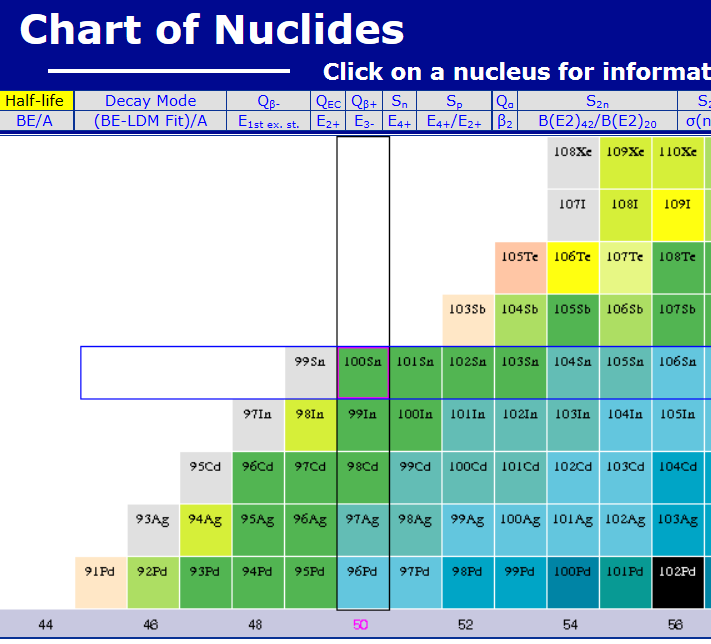 Chart of Nuclides
Click on a nucleus for informat
Half-life Decay Mode Qβ- QEC Qβ+ Sn Sp Qα S2n S2
BE/A (BE-LDM Fit)/A E1st ex. st. E2+ E3- E4+ E4+/E2+ β2 B(E2)42/B(E2)20 σ(n
108Xe 109Xe 110Xe
107I 108I 109I
105Te 106Te 107Te 108Te
103Sb 104Sb 105Sb 106Sb 107Sb
99Sn 100Sn 101Sn 102Sn 103Sn 104Sn 105Sn 106Sn
97In 98In 99In 100In 101In 102In 103In 104In 105In
95Cd 96Cd 97Cd 98Cd 99Cd 100Cd 101Cd 102Cd 103Cd 104Cd
93Ag 94Ag 95Ag 96Ag 97Ag 98Ag 99Ag 100Ag 101Ag 102Ag 103Ag
91Pd 92Pd 93Pd 94Pd 95Pd 96Pd 97Pd 98Pd 99Pd 100Pd 101Pd 102Pd
44 46 48 50 52 54 56